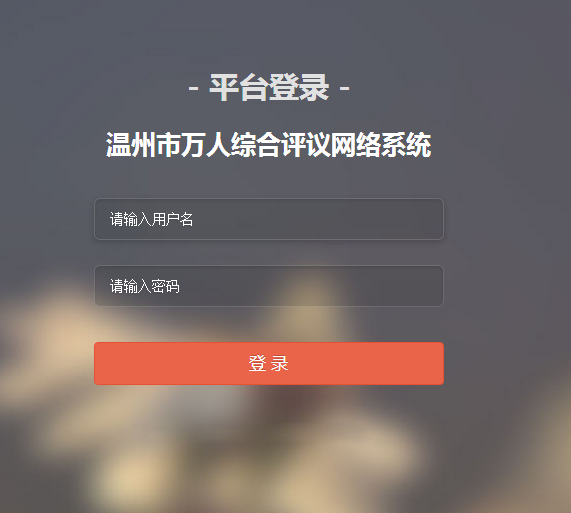 - 平台登录 -
温州市万人综合评议网络系统
请输入用户名
请输入密码
登 录